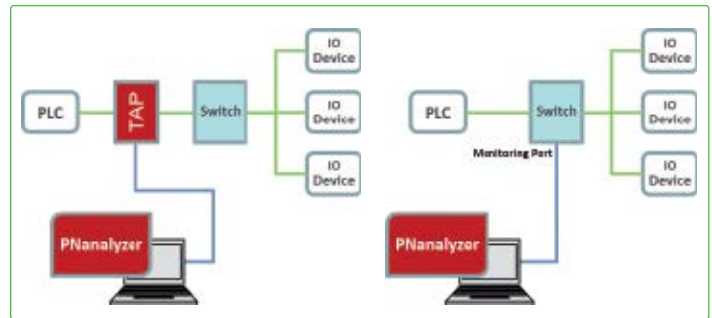 IO
Device
PLC
TAP
Switch
IO
Device
IO
Device
PNanalyzer
IO
Device
PLC
Switch
IO
Device
Monitoring Port
IO
Device
PNanalyzer